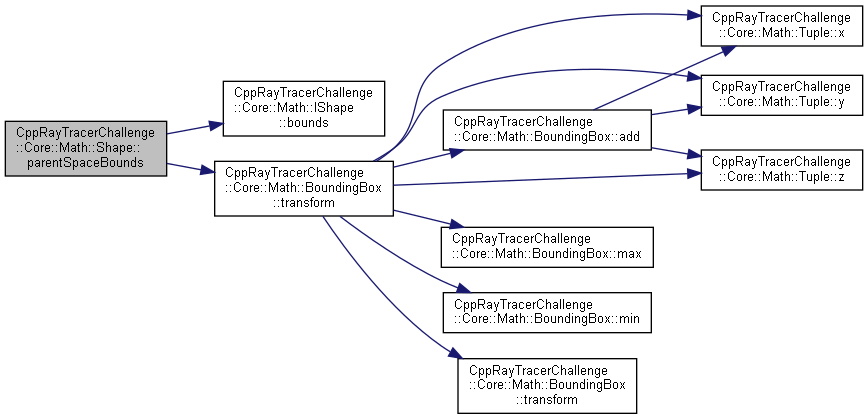 CppRayTracerChallenge
::Core::Math::Shape::
parentSpaceBounds
CppRayTracerChallenge
::Core::Math::IShape
::bounds
CppRayTracerChallenge
::Core::Math::BoundingBox
::transform
CppRayTracerChallenge
::Core::Math::BoundingBox::add
CppRayTracerChallenge
::Core::Math::Tuple::x
CppRayTracerChallenge
::Core::Math::Tuple::y
CppRayTracerChallenge
::Core::Math::Tuple::z
CppRayTracerChallenge
::Core::Math::BoundingBox::max
CppRayTracerChallenge
::Core::Math::BoundingBox::min
CppRayTracerChallenge
::Core::Math::BoundingBox
::transform